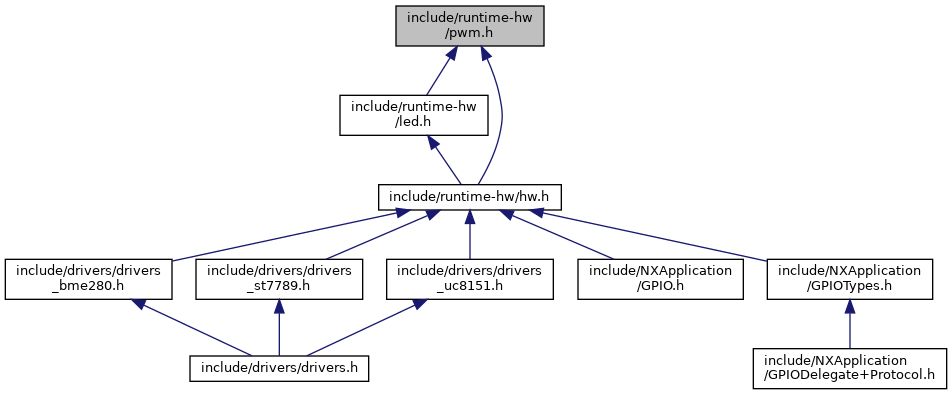 include/runtime-hw
/pwm.h
include/runtime-hw
/led.h
include/runtime-hw/hw.h
include/drivers/drivers
_bme280.h
include/drivers/drivers
_st7789.h
include/drivers/drivers
_uc8151.h
include/NXApplication
/GPIO.h
include/NXApplication
/GPIOTypes.h
include/drivers/drivers.h
include/NXApplication
/GPIODelegate+Protocol.h